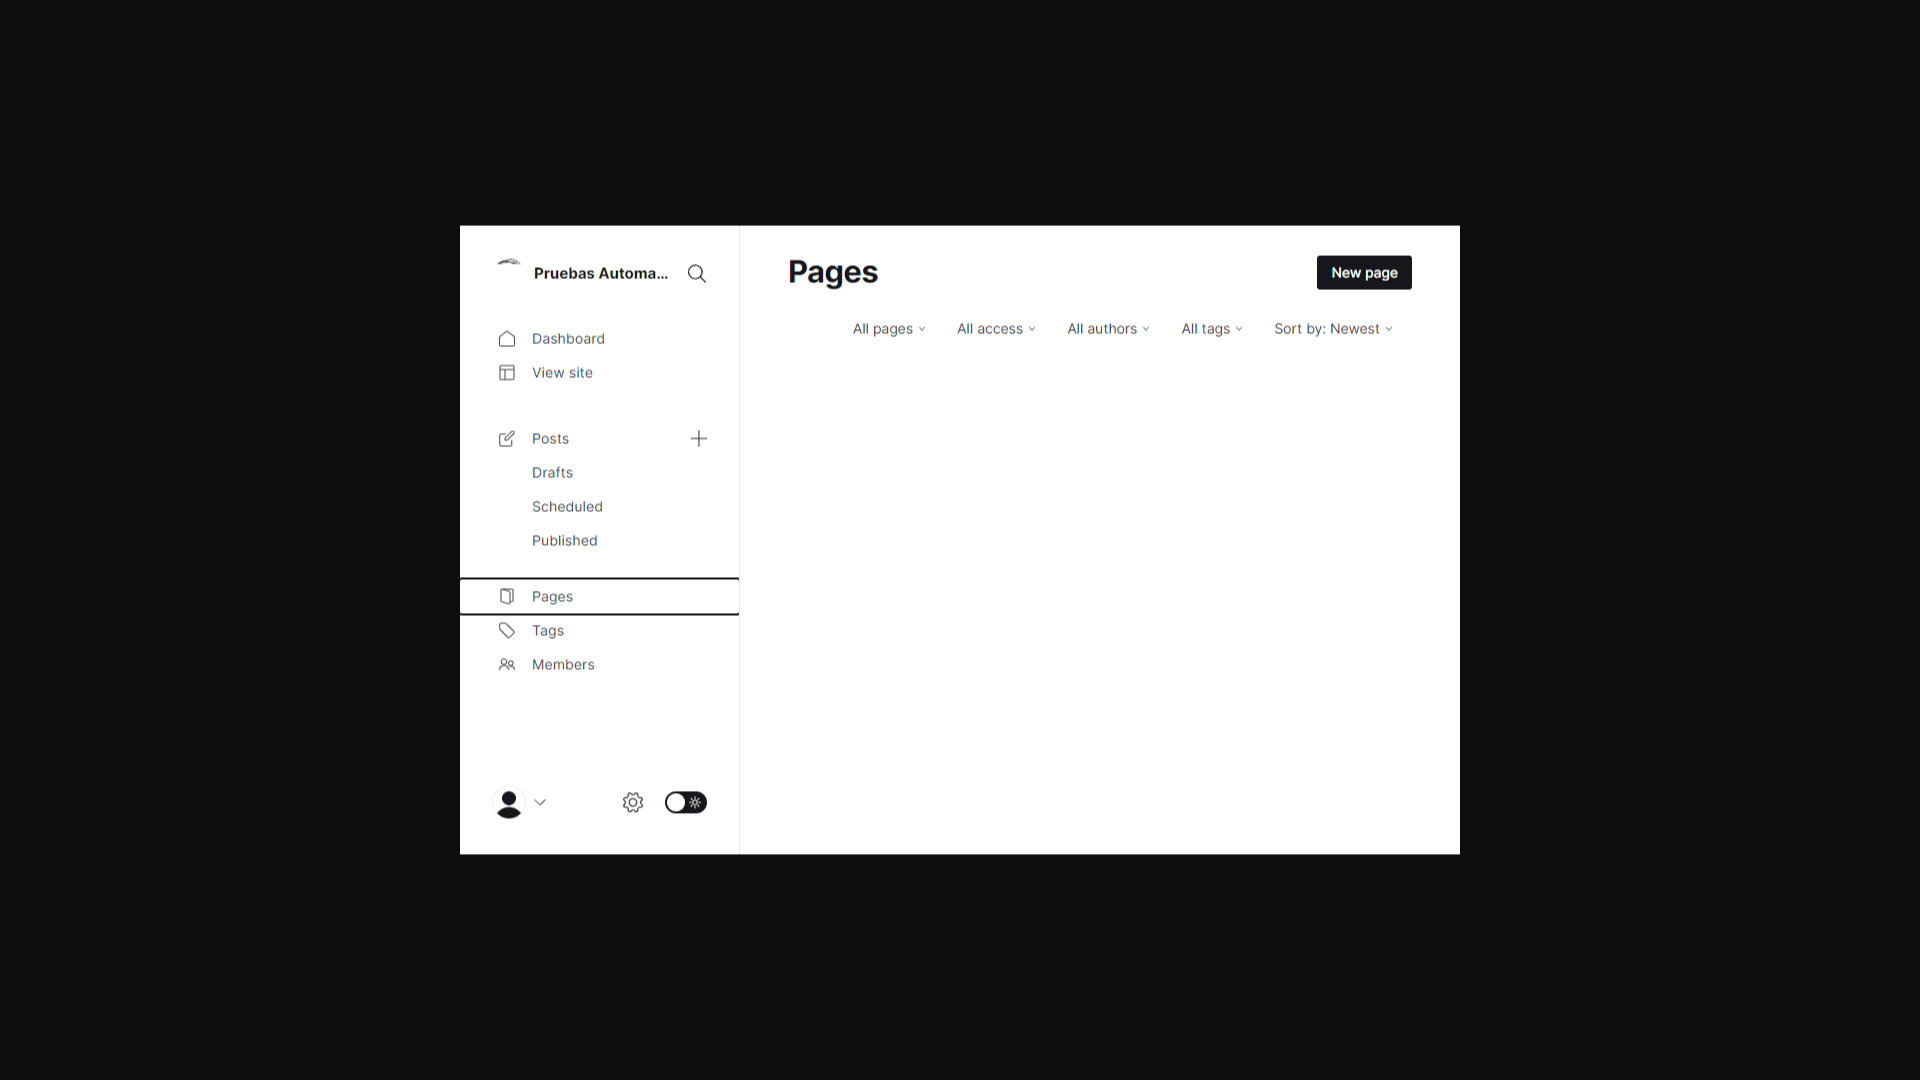 Pruebas Automa...
Dashboard
View site
Posts
Drafts
Scheduled
Published
Pages
Tags
Members
Pages
New page
All pages
All access
All authors
All tags
Sort by: Newest